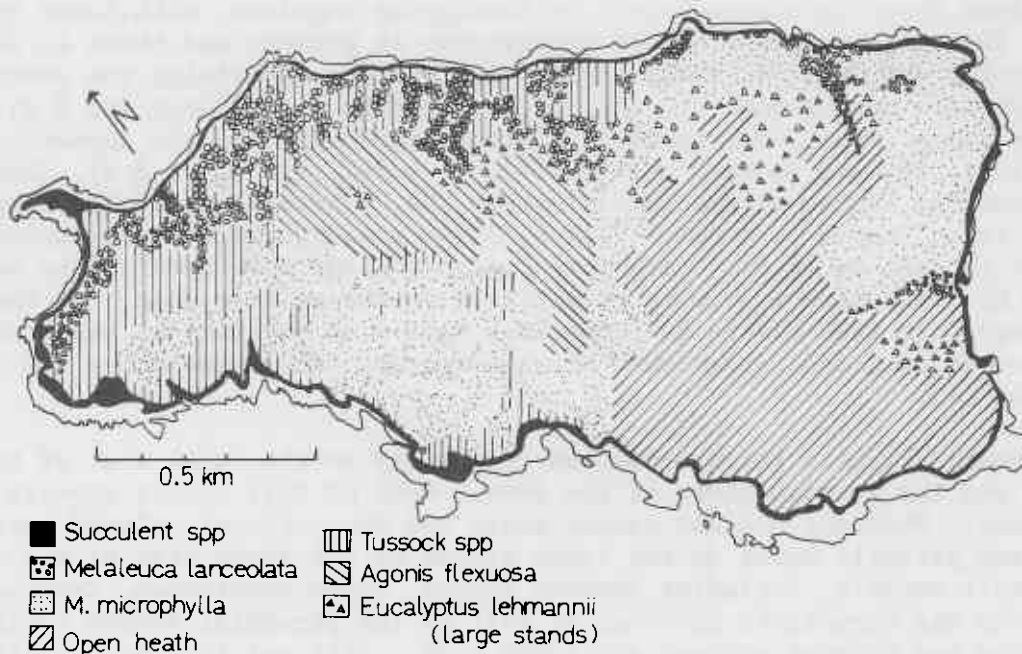 N
0.5 km
Succulent spp
Melaleuca lanceolata
M. microphylla
Open heath
Tussock spp
Agonis flexuosa
Eucalyptus lehmannii
(large stands)